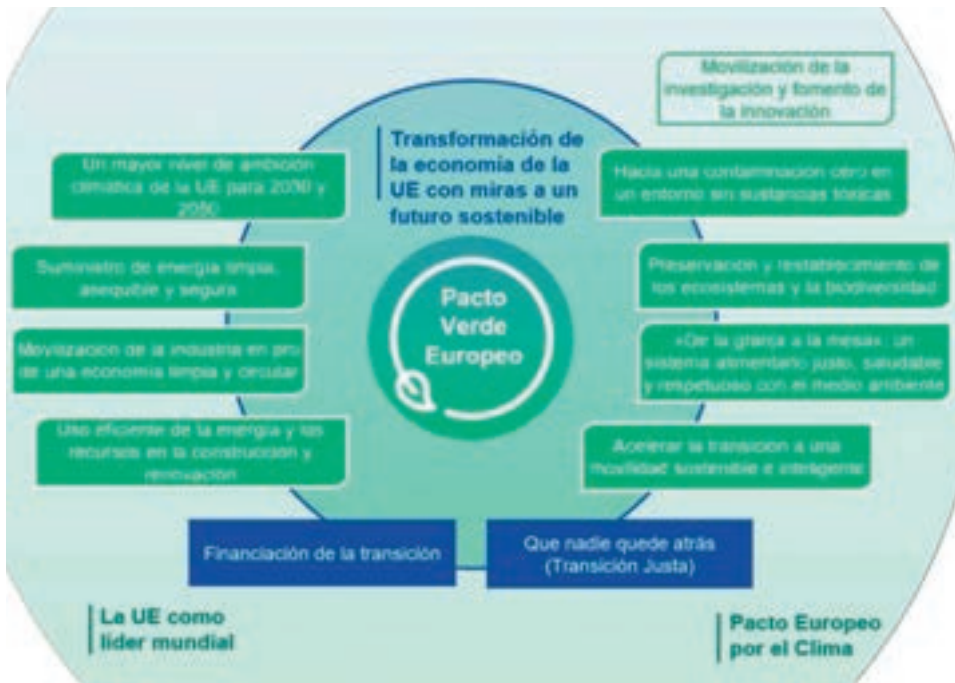 Movilización de la
investigación y fomento de
la innovación
Transformación de
la economía de la
UE con miras a un
futuro sostenible
Un mayor nivel de ambición
climática de la UE para 2030 y
2050
Hacia una contaminación cero en
un entorno sin sustancias tóxicas
Suministro de energía limpia,
asequible y segura
Preservación y restablecimiento de
los ecosistemas y la biodiversidad
Pacto
Verde
Europeo
Movilización de la industria en pro
de una economía limpia y circular
«De la granja a la mesa»: un
sistema alimentario justo, saludable
y respetuoso con el medio ambiente
Uso eficiente de la energía y los
recursos en la construcción y
renovación
Acelerar la transición a una
movilidad sostenible e inteligente
Financiación de la transición
Que nadie quede atrás
(Transición Justa)
La UE como
líder mundial
Pacto Europeo
por el Clima